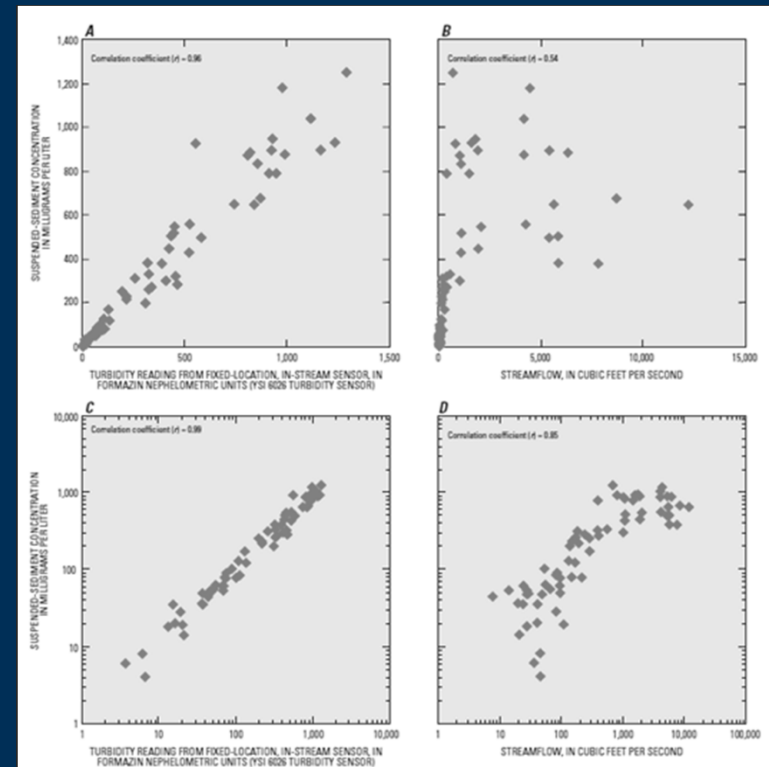 A
Correlation coefficient (r) = 0.96
1,400
1,200
1,000
800
600
400
200
0
SUSPENDED-SEDIMENT CONCENTRATION
IN MILLIGRAMS PER LITER
0 500 1,000 1,500
TURBIDITY READING FROM FIXED-LOCATION, IN-STREAM SENSOR, IN
FORMAZIN NEPHELOMETRIC UNITS (YSI 6026 TURBIDITY SENSOR)
B
Correlation coefficient (r) = 0.54
0 5,000 10,000 15,000
STREAMFLOW, IN CUBIC FEET PER SECOND
C
Correlation coefficient (r) = 0.99
10,000
1,000
100
10
1
SUSPENDED-SEDIMENT CONCENTRATION
IN MILLIGRAMS PER LITER
1 10 100 1,000 10,000
TURBIDITY READING FROM FIXED-LOCATION, IN-STREAM SENSOR, IN
FORMAZIN NEPHELOMETRIC UNITS (YSI 6026 TURBIDITY SENSOR)
D
Correlation coefficient (r) = 0.85
1 10 100 1,000 10,000 100,000
STREAMFLOW, IN CUBIC FEET PER SECOND